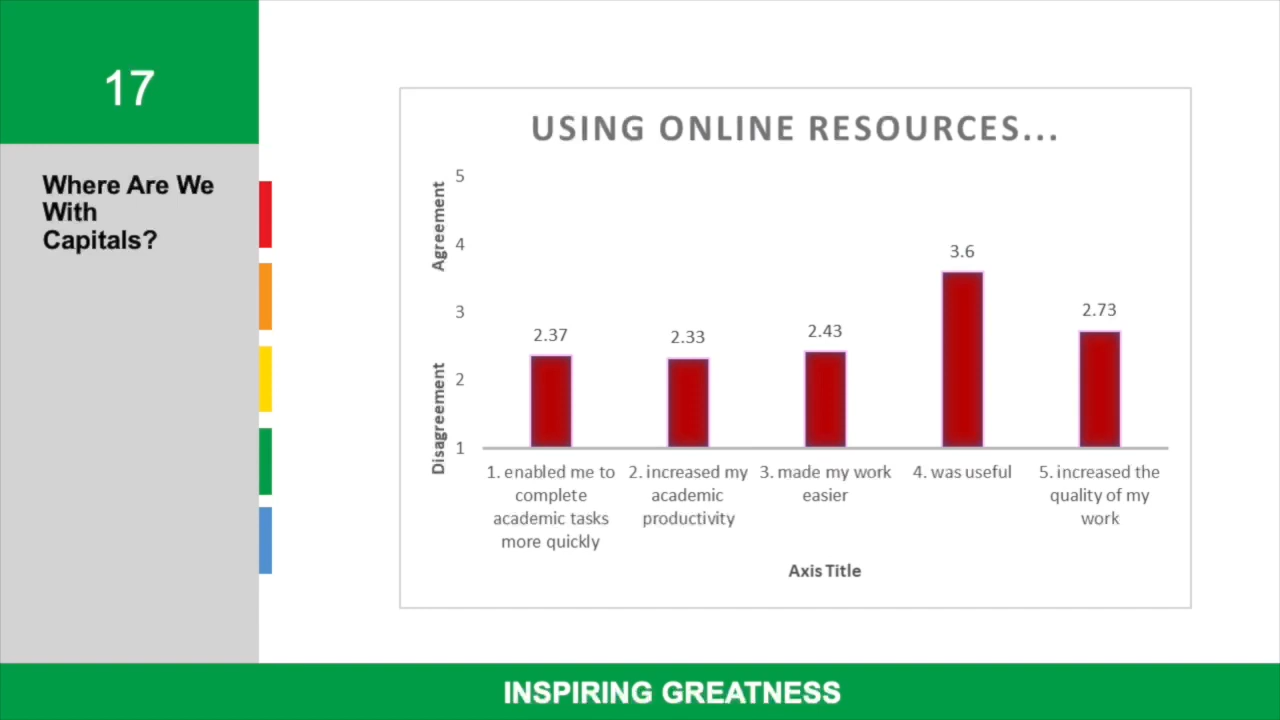 17
Where Are We
With
Capitals?
USING ONLINE RESOURCES...
Agreement
Disagreement
5
4
3
2
1
2.37
2.33
2.43
3.6
2.73
1. enabled me to
complete
academic tasks
more quickly
2. increased my
academic
productivity
3. made my work
easier
4. was useful
5. increased the
quality of my
work
Axis Title
INSPIRING GREATNESS